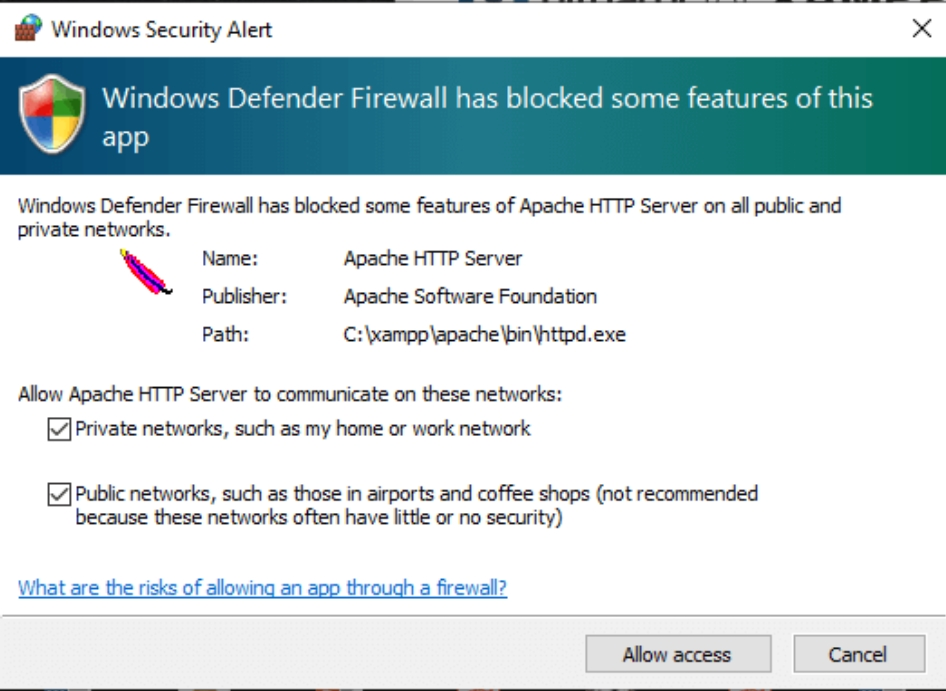 Windows Security Alert
Windows Defender Firewall has blocked some features of this
app
Windows Defender Firewall has blocked some features of Apache HTTP Server on all public and
private networks.
Name: Apache HTTP Server
Publisher: Apache Software Foundation
Path: C:\xampp\apache\bin\httpd.exe
Allow Apache HTTP Server to communicate on these networks:
Private networks, such as my home or work network
Public networks, such as those in airports and coffee shops (not recommended
because these networks often have little or no security)
What are the risks of allowing an app through a firewall?
Allow access Cancel